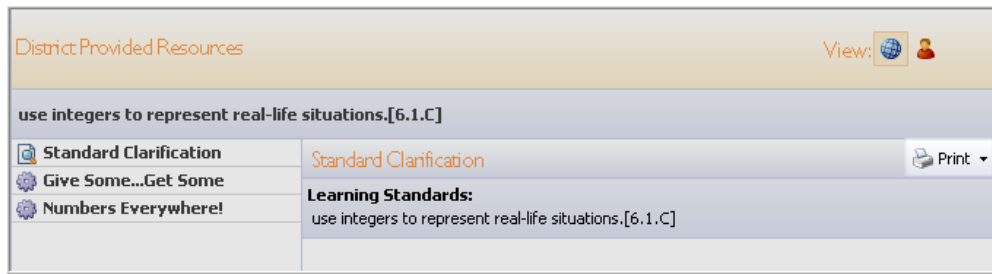 District Provided Resources
View:
use integers to represent real-life situations.[6.1.C]
Standard Clarification
Give Some...Get Some
Numbers Everywhere!
Standard Clarification
Print
Learning Standards:
use integers to represent real-life situations.[6.1.C]